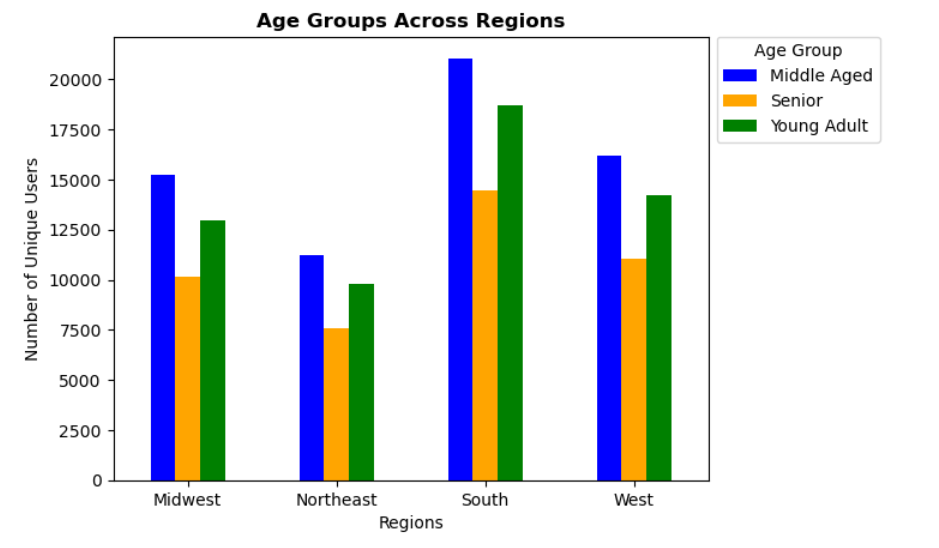 Age Groups Across Regions
Age Group
Middle Aged
Senior
Young Adult
Number of Unique Users
20000
17500
15000
12500
10000
7500
5000
2500
0
Midwest Northeast South West
Regions